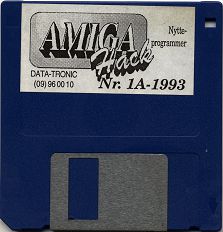 AMIGA
Hack
Nytte-
programmer
DATA-TRONIC
(09) 96 00 10
Nr. 1A-1993